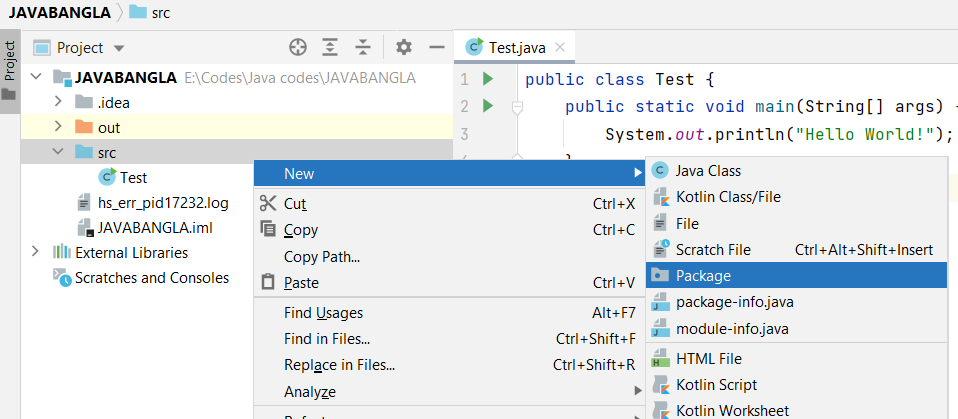 JAVABANGLA src
Project
Project
Test.java
JAVABANGLA E:\Codes\Java codes\JAVABANGLA
.idea
out
src
Test
hs_err_pid17232.log
JAVABANGLA.iml
External Libraries
Scratches and Consoles
1 public class Test {
2 public static void main(String[] args) {
3 System.out.println("Hello World!");
}
New
Cut Ctrl+X
Copy Ctrl+C
Copy Path...
Paste Ctrl+V
Find Usages Alt+F7
Find in Files... Ctrl+Shift+F
Replace in Files... Ctrl+Shift+R
Analyze
Java Class
Kotlin Class/File
File
Scratch File Ctrl+Alt+Shift+Insert
Package
package-info.java
module-info.java
HTML File
Kotlin Script
Kotlin Worksheet